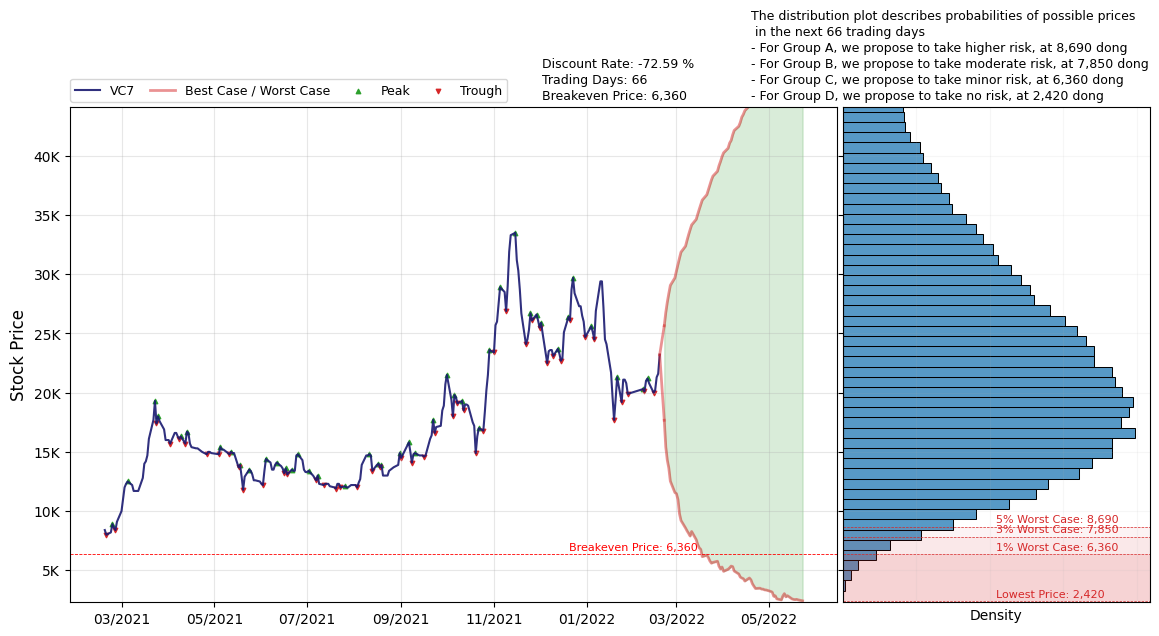 The distribution plot describes probabilities of possible prices
in the next 66 trading days
- For Group A, we propose to take higher risk, at 8,690 dong
- For Group B, we propose to take moderate risk, at 7,850 dong
- For Group C, we propose to take minor risk, at 6,360 dong
- For Group D, we propose to take no risk, at 2,420 dong
Discount Rate: -72.59 %
Trading Days: 66
Breakeven Price: 6,360
VC7
Best Case / Worst Case
Peak
Trough
Stock Price
40K
35K
30K
25K
20K
15K
10K
5K
Breakeven Price: 6,360
5% Worst Case: 8,690
3% Worst Case: 7,850
1% Worst Case: 6,360
Lowest Price: 2,420
03/2021
05/2021
07/2021
09/2021
11/2021
01/2022
03/2022
05/2022
Density